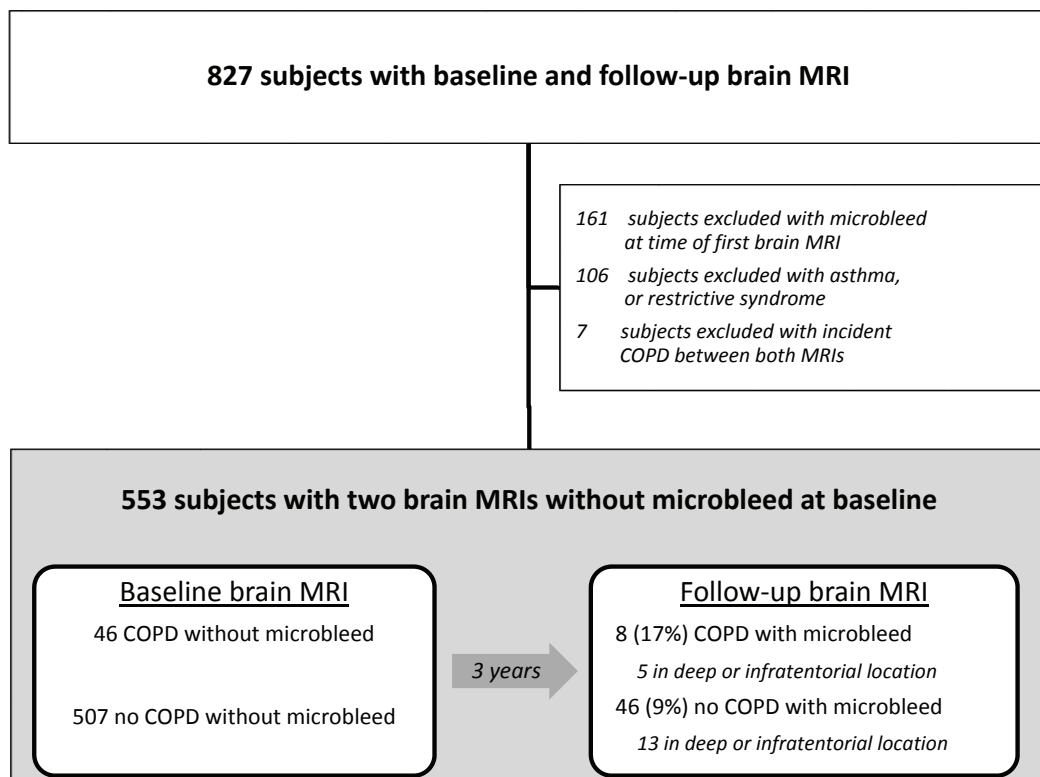 827 subjects with baseline and follow-up brain MRI
161 subjects excluded with microbleed
at time of first brain MRI
106 subjects excluded with asthma,
or restrictive syndrome
7 subjects excluded with incident
COPD between both MRIs
553 subjects with two brain MRIs without microbleed at baseline
Baseline brain MRI
46 COPD without microbleed
507 no COPD without microbleed
3 years
Follow-up brain MRI
8 (17%) COPD with microbleed
5 in deep or infratentorial location
46 (9%) no COPD with microbleed
13 in deep or infratentorial location